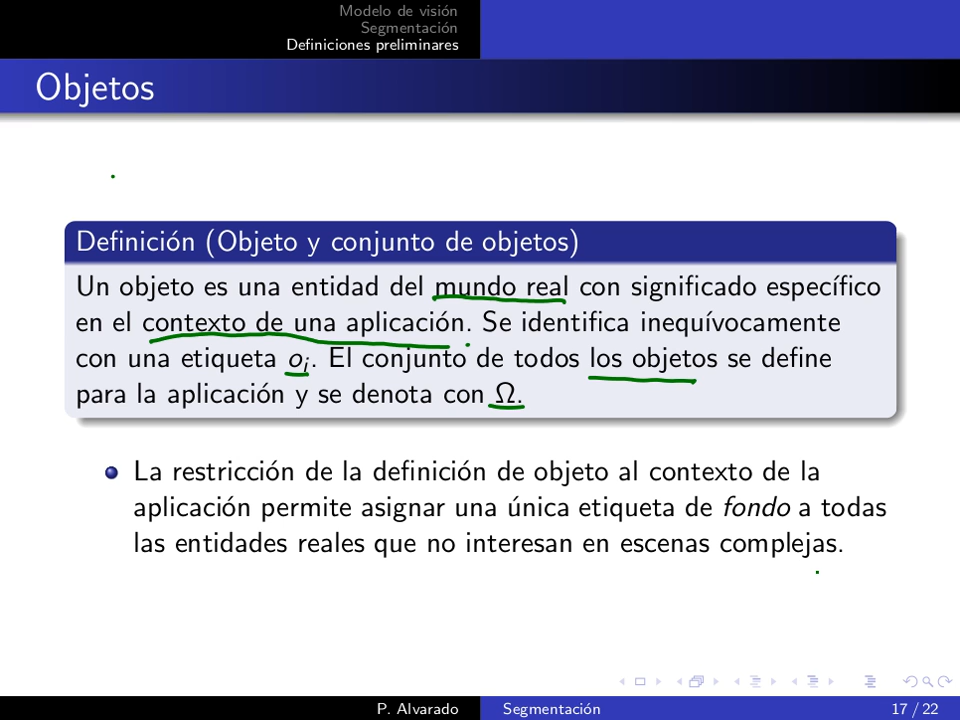 Modelo de visión
Segmentación
Definiciones preliminares
Objetos
Definición (Objeto y conjunto de objetos)
Un objeto es una entidad del mundo real con significado específico
en el contexto de una aplicación. Se identifica inequívocamente
con una etiqueta oᵢ. El conjunto de todos los objetos se define
para la aplicación y se denota con Ω.
La restricción de la definición de objeto al contexto de la
aplicación permite asignar una única etiqueta de fondo a todas
las entidades reales que no interesan en escenas complejas.
P. Alvarado Segmentación 17 / 22